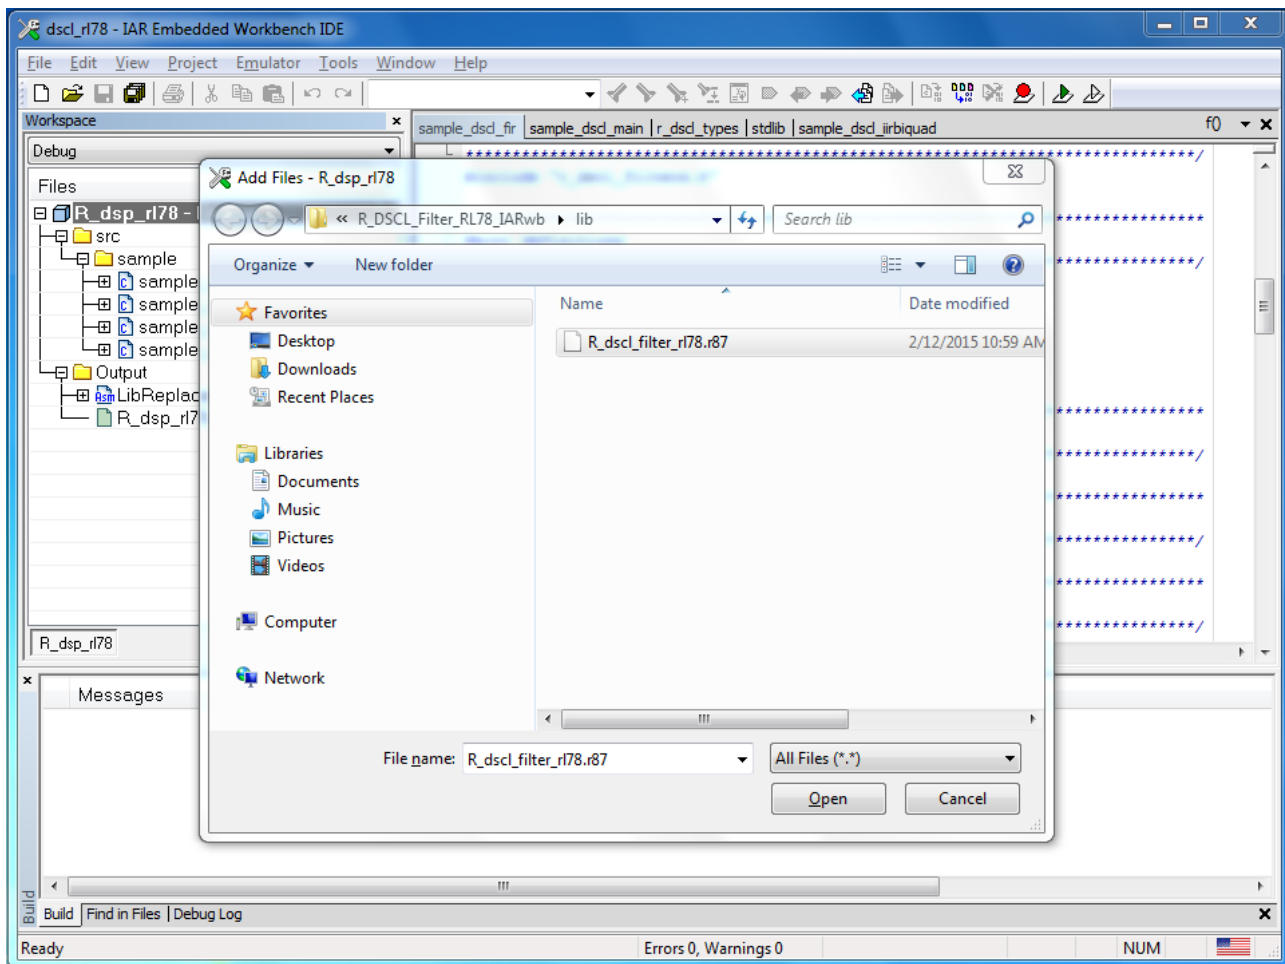 dscl_rl78 - IAR Embedded Workbench IDE
File Edit View Project Emulator Tools Window Help
Workspace
sample_dscl_fir sample_dscl_main r_dscl_types stdlib sample_dscl_iirbiquad f()
Debug
*************************************************************************/
Files
R_dsp_rl78 -
src
sample
sample
sample
sample
sample
Output
LibReplac
R_dsp_rl7
R_dsp_rl78
Add Files - R_dsp_rl78
« R_DSCL_Filter_RL78_IARwb lib
Search lib
Organize New folder
Favorites
Desktop
Downloads
Recent Places
Libraries
Documents
Music
Pictures
Videos
Computer
Network
Name Date modified
R_dscl_filter_rl78.r87 2/12/2015 10:59 AM
File name: R_dscl_filter_rl78.r87 All Files (*.*)
Open Cancel
***************
***************/
***************
***************/
***************
***************/
***************
***************/
Messages
Build
Build Find in Files Debug Log
Ready Errors 0, Warnings 0 NUM